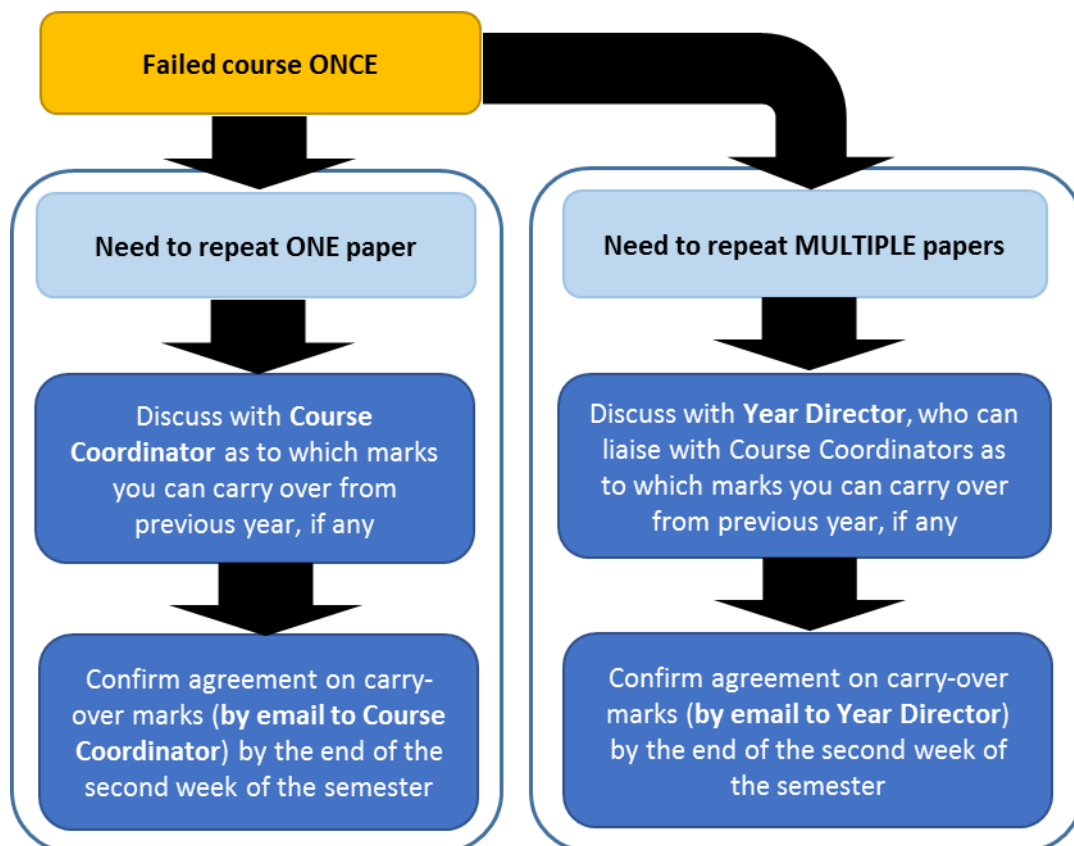 Failed course ONCE
Need to repeat ONE paper
Discuss with Course
Coordinator as to which marks
you can carry over from
previous year, if any
Confirm agreement on carry-
over marks (by email to Course
Coordinator) by the end of the
second week of the semester
Need to repeat MULTIPLE papers
Discuss with Year Director, who can
liaise with Course Coordinators as
to which marks you can carry over
from previous year, if any
Confirm agreement on carry-over
marks (by email to Year Director)
by the end of the second week of
the semester